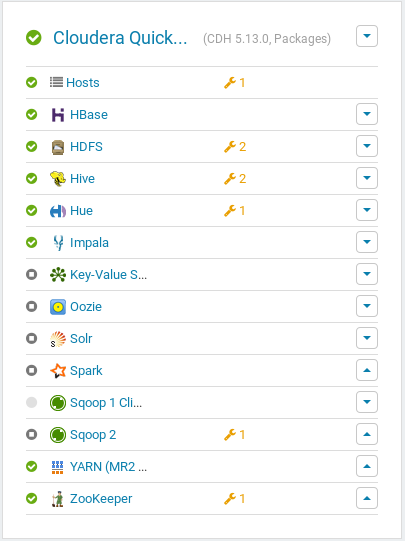 Cloudera Quick... (CDH 5.13.0, Packages)
Hosts 1
HBase
HDFS 2
Hive 2
Hue 1
Impala
Key-Value S...
Oozie
Solr
Spark
Sqoop 1 Cli...
Sqoop 2 1
YARN (MR2 ...
ZooKeeper 1